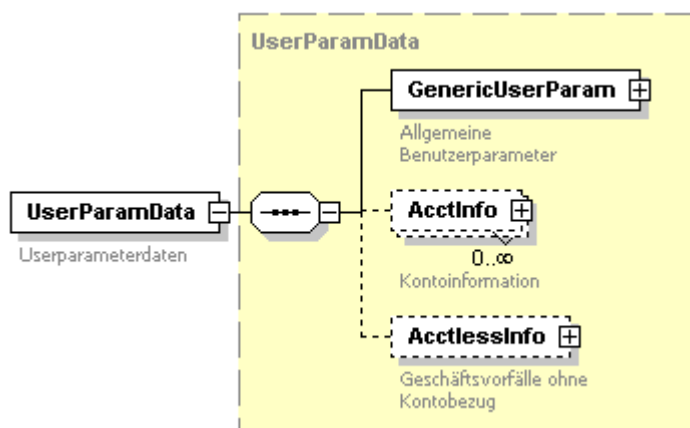 UserParamData
GenericUserParam
Allgemeine
Benutzerparameter
UserParamData
Userparameterdaten
AcctInfo
0..∞
Kontoinformation
AcctlessInfo
Geschäftsvorfälle ohne
Kontobezug